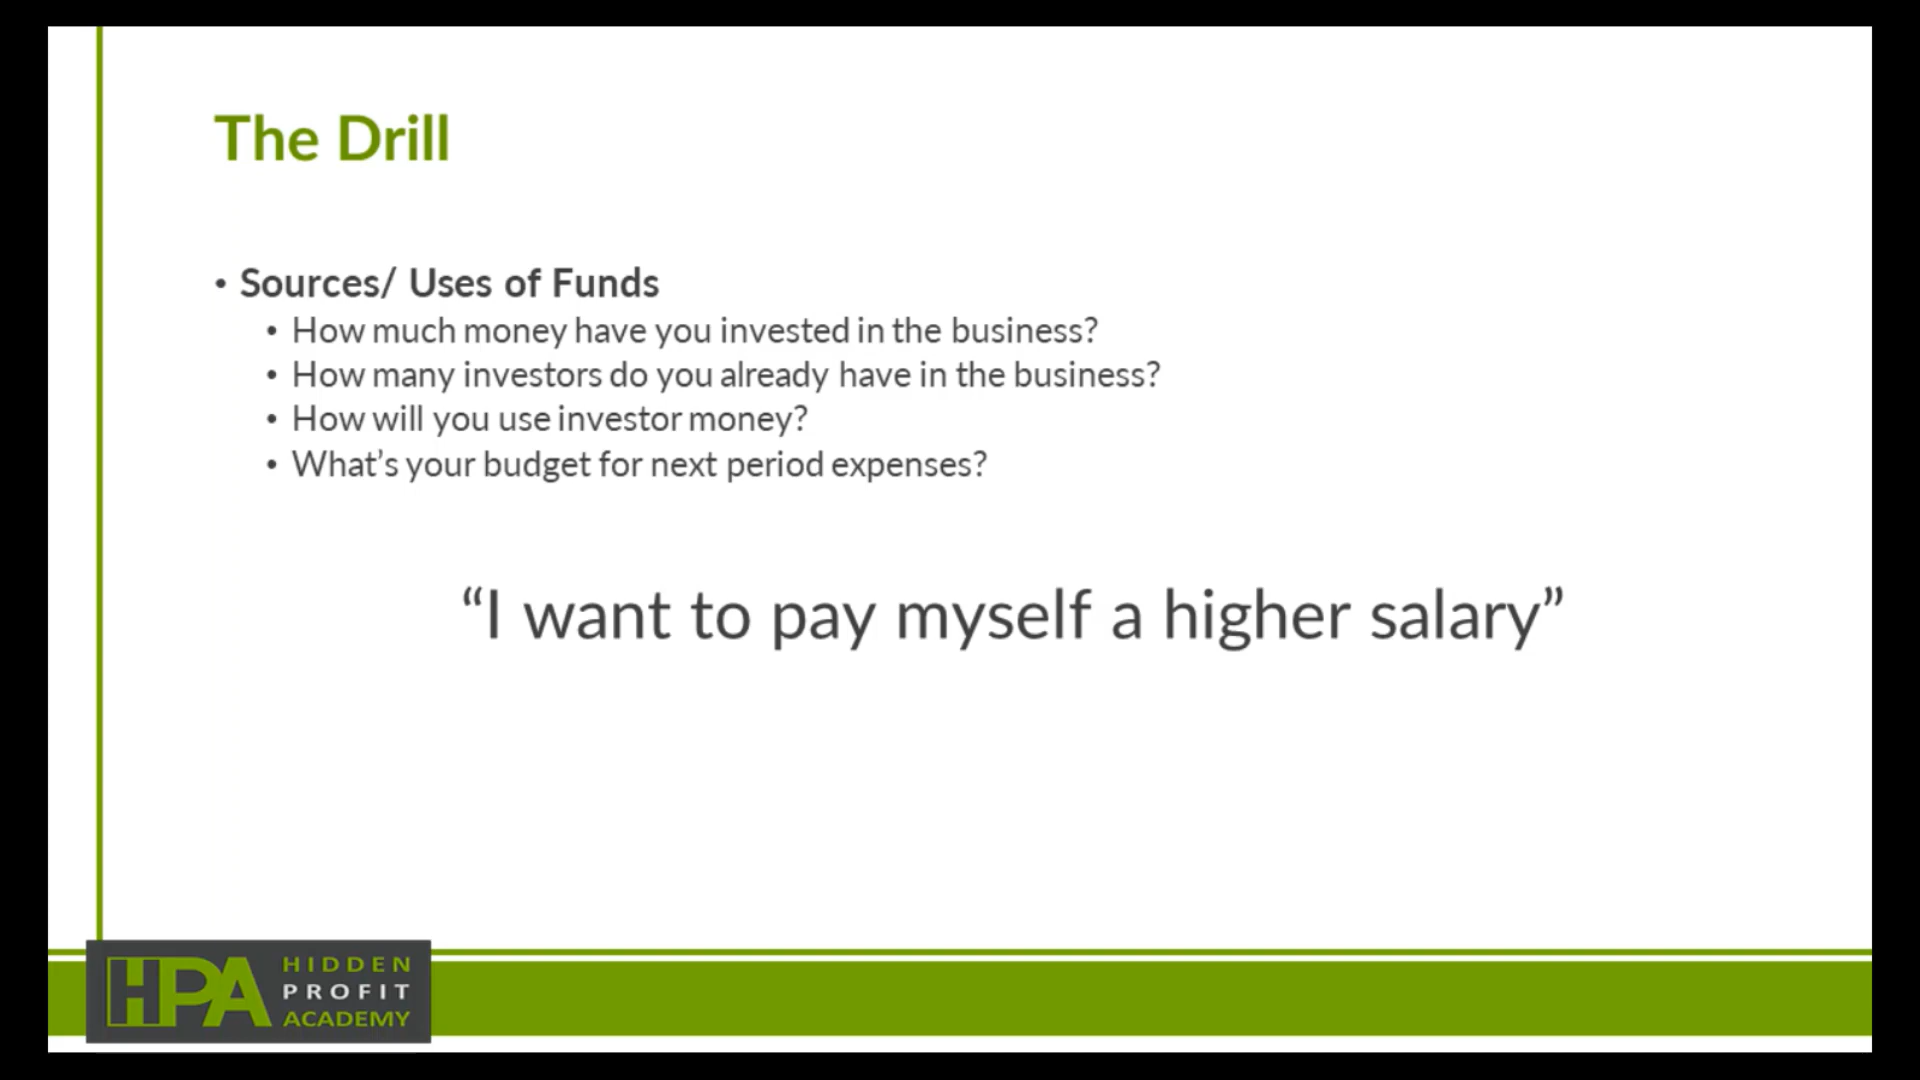 The Drill
• Sources/ Uses of Funds
• How much money have you invested in the business?
• How many investors do you already have in the business?
• How will you use investor money?
• What’s your budget for next period expenses?
“I want to pay myself a higher salary”
HPA
HIDDEN
PROFIT
ACADEMY